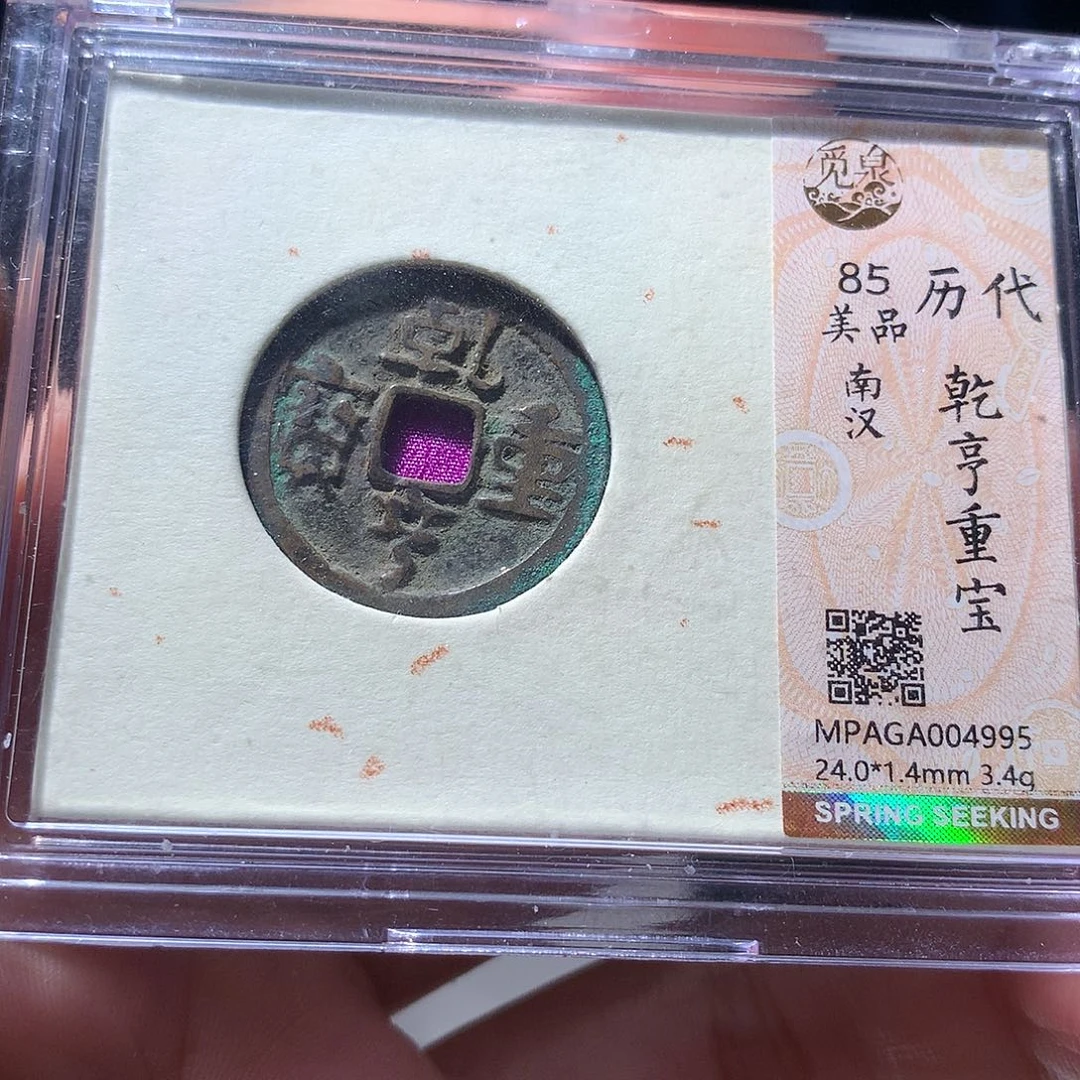 乾
重
亨
寶
觅泉
85
美品
南汉
历代
乾亨重宝
MPAGA004995
24.0*1.4mm 3.4g
SPRING SEEKING